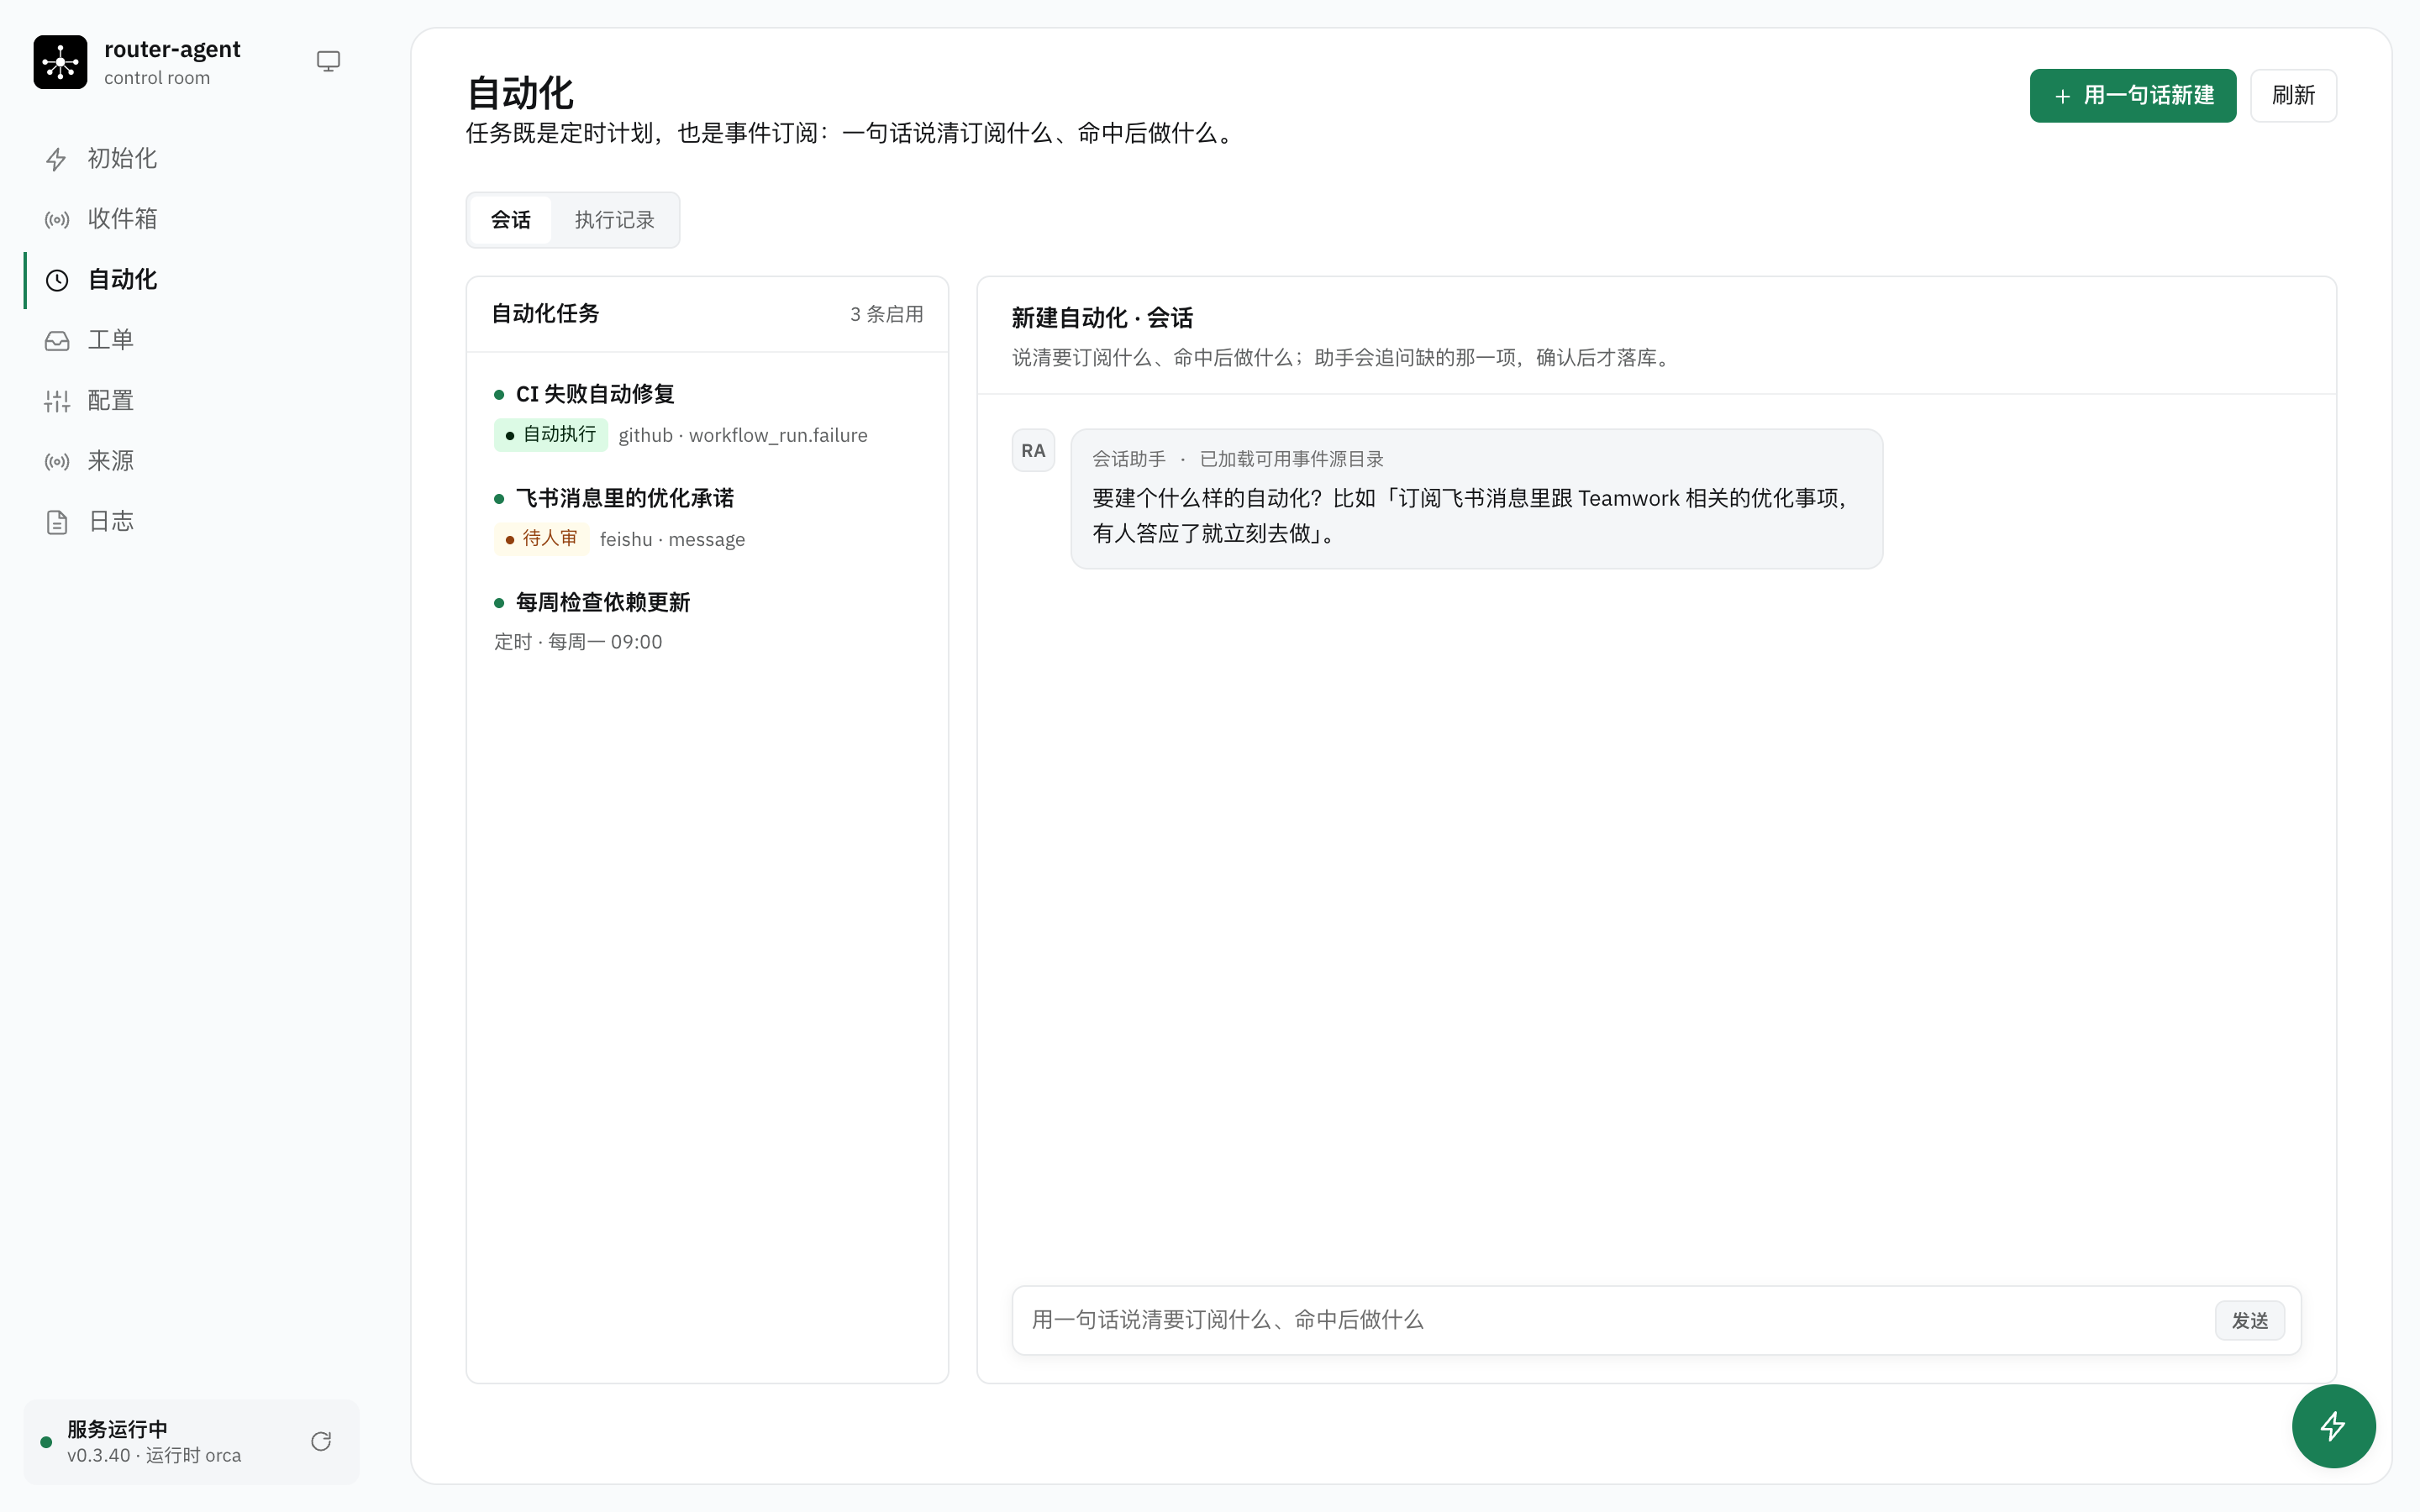 router-agent
control room
初始化
收件箱
自动化
工单
配置
来源
日志
服务运行中
v0.3.40 · 运行时 orca
自动化
任务既是定时计划，也是事件订阅：一句话说清订阅什么、命中后做什么。
+ 用一句话新建
刷新
会话
执行记录
自动化任务
3 条启用
CI 失败自动修复
自动执行 github · workflow_run.failure
飞书消息里的优化承诺
待人审 feishu · message
每周检查依赖更新
定时 · 每周一 09:00
新建自动化 · 会话
说清要订阅什么、命中后做什么；助手会追问缺的那一项，确认后才落库。
RA
会话助手 · 已加载可用事件源目录
要建个什么样的自动化？比如「订阅飞书消息里跟 Teamwork 相关的优化事项，
有人答应了就立刻去做」。
用一句话说清要订阅什么、命中后做什么
发送